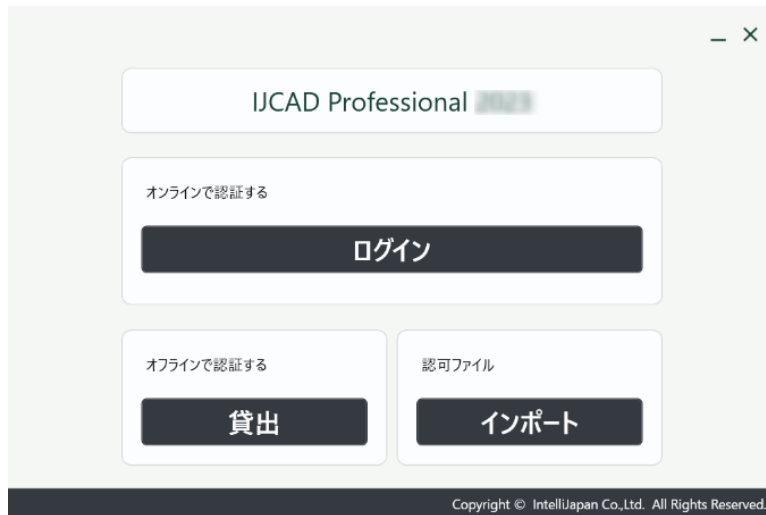 IJCAD Professional
オンラインで認証する
ログイン
オフラインで認証する
貸出
認可ファイル
インポート
Copyright © IntelliJapan Co.,Ltd. All Rights Reserved.